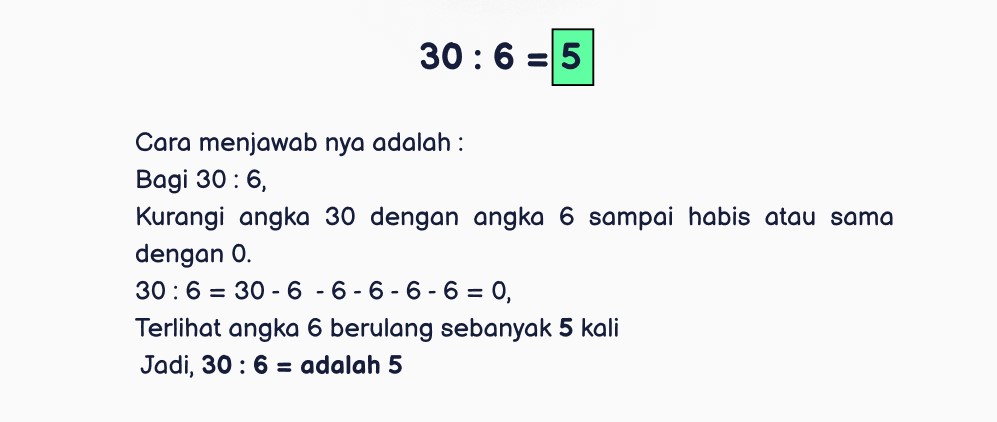 30 : 6 = 5
Cara menjawab nya adalah :
Bagi 30 : 6,
Kurangi angka 30 dengan angka 6 sampai habis atau sama
dengan 0.
30 : 6 = 30 - 6 - 6 - 6 - 6 - 6 = 0,
Terlihat angka 6 berulang sebanyak 5 kali
Jadi, 30 : 6 = adalah 5